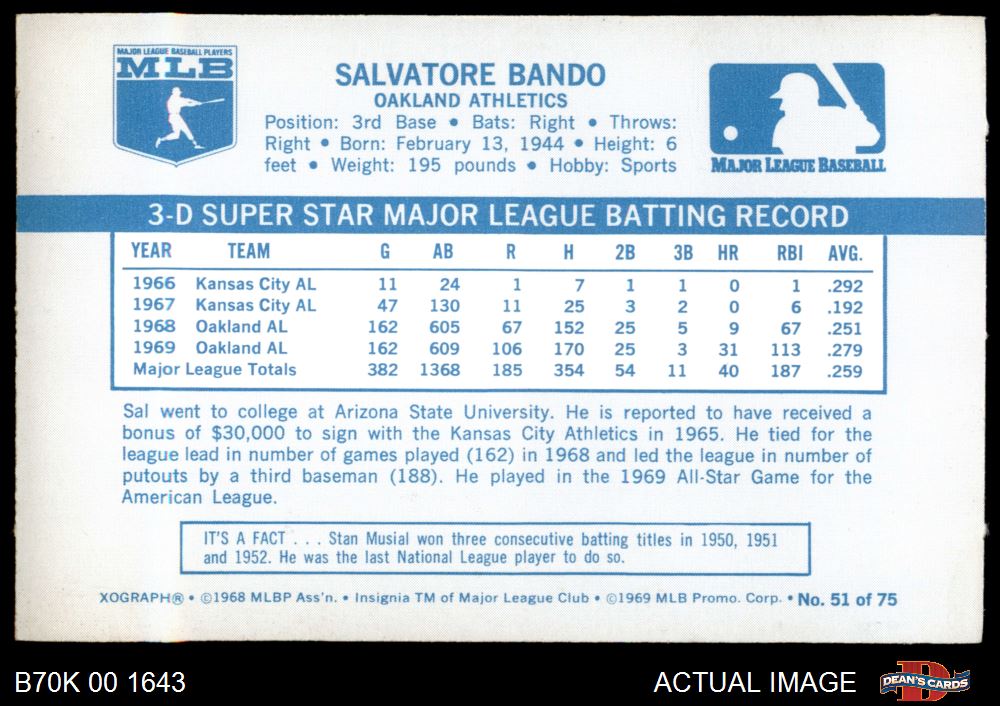 MAJOR LEAGUE BASEBALL PLAYERS
MLB
SALVATORE BANDO
OAKLAND ATHLETICS
Position: 3rd Base • Bats: Right • Throws:
Right • Born: February 13, 1944 • Height: 6
feet • Weight: 195 pounds • Hobby: Sports
MAJOR LEAGUE BASEBALL
3-D SUPER STAR MAJOR LEAGUE BATTING RECORD
YEAR TEAM G AB R H 2B 3B HR RBI AVG.
1966 Kansas City AL 11 24 1 7 1 1 0 1 .292
1967 Kansas City AL 47 130 11 25 3 2 0 6 .192
1968 Oakland AL 162 605 67 152 25 5 9 67 .251
1969 Oakland AL 162 609 106 170 25 3 31 113 .279
Major League Totals 382 1368 185 354 54 11 40 187 .259
Sal went to college at Arizona State University. He is reported to have received a
bonus of $30,000 to sign with the Kansas City Athletics in 1965. He tied for the
league lead in number of games played (162) in 1968 and led the league in number of
putouts by a third baseman (188). He played in the 1969 All-Star Game for the
American League.
IT'S A FACT . . . Stan Musial won three consecutive batting titles in 1950, 1951
and 1952. He was the last National League player to do so.
XOGRAPH® • ©1968 MLBP Ass'n. • Insignia TM of Major League Club • ©1969 MLB Promo. Corp. • No. 51 of 75
B70K 00 1643
ACTUAL IMAGE
D
DEAN'S CARDS